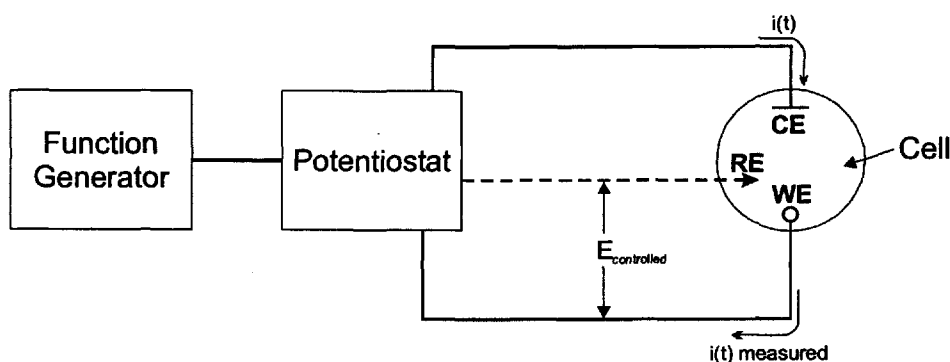 i(t)
Function
Generator
Potentiostat
CE
Cell
RE
WE
E controlled
i(t) measured